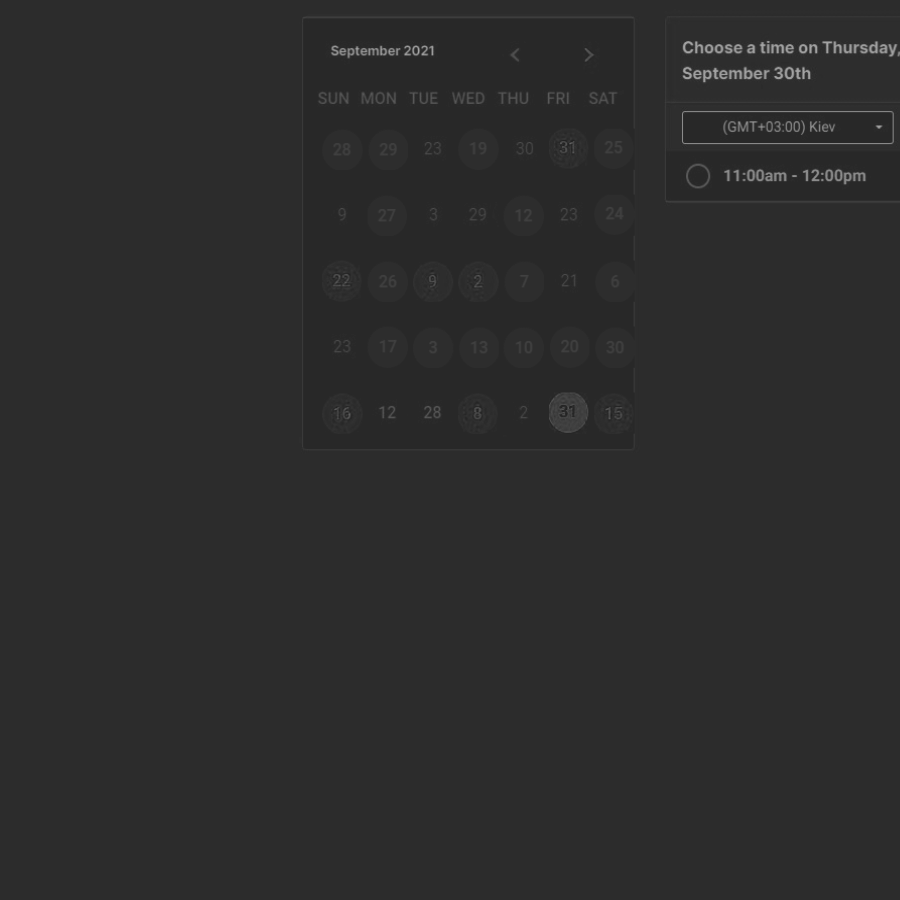 September 2021
SUN MON TUE WED THU FRI SAT
28 29 23 19 30 31 25
9 27 3 29 12 23 24
22 26 9 2 7 21 6
23 17 3 13 10 20 30
16 12 28 8 2 31 15
Choose a time on Thursday,
September 30th
(GMT+03:00) Kiev
11:00am - 12:00pm